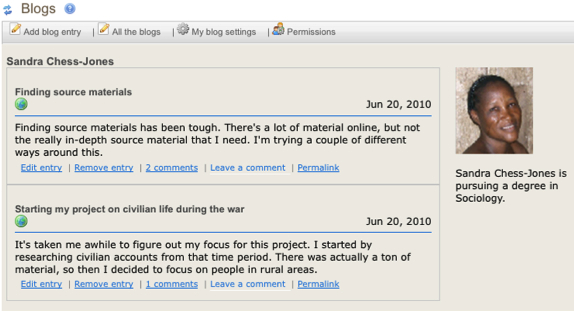 Blogs
Add blog entry | All the blogs | My blog settings | Permissions
Sandra Chess-Jones
Finding source materials
Jun 20, 2010
Finding source materials has been tough. There's a lot of material online, but not
the really in-depth source material that I need. I'm trying a couple of different
ways around this.
Edit entry | Remove entry | 2 comments | Leave a comment | Permalink
Starting my project on civilian life during the war
Jun 20, 2010
It's taken me awhile to figure out my focus for this project. I started by
researching civilian accounts from that time period. There was actually a ton of
material, so then I decided to focus on people in rural areas.
Edit entry | Remove entry | 1 comments | Leave a comment | Permalink
Sandra Chess-Jones is
pursuing a degree in
Sociology.